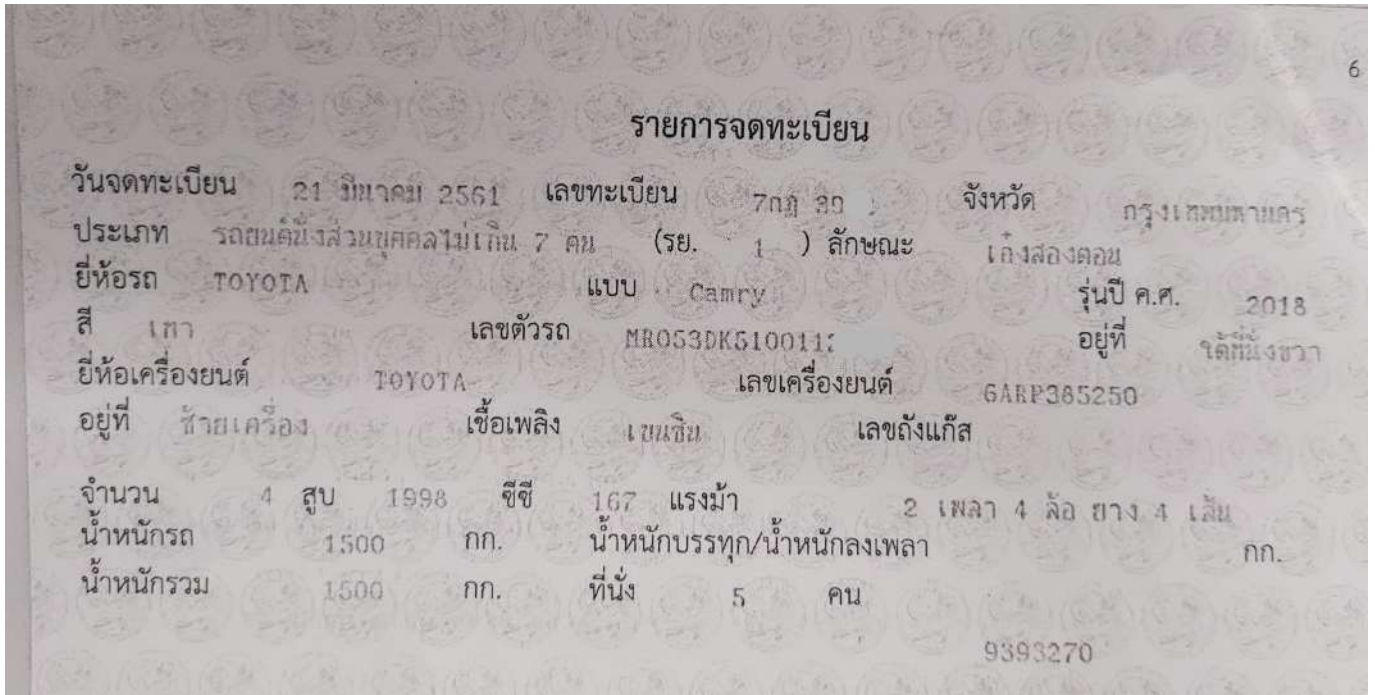 6
รายการจดทะเบียน
วันจดทะเบียน 21 มีนาคม 2561 เลขทะเบียน 7กฎ จังหวัด กรุงเทพมหานคร
ประเภท รถยนต์นั่งส่วนบุคคลไม่เกิน 7 คน (รย. 1 ) ลักษณะ เก๋งสองตอน
ยี่ห้อรถ TOYOTA แบบ Camry รุ่นปี ค.ศ. 2018
สี เทา เลขตัวรถ MR053DK5100112 อยู่ที่ ใต้ที่นั่งขวา
ยี่ห้อเครื่องยนต์ TOYOTA เลขเครื่องยนต์ 6ARP385250
อยู่ที่ ซ้ายเครื่อง เชื้อเพลิง เบนซิน เลขถังแก๊ส
จำนวน 4 สูบ 1998 ซีซี 167 แรงม้า 2 เพลา 4 ล้อ ยาง 4 เส้น
น้ำหนักรถ 1500 กก. น้ำหนักบรรทุก/น้ำหนักลงเพลา กก.
น้ำหนักรวม 1500 กก. ที่นั่ง 5 คน
9393270